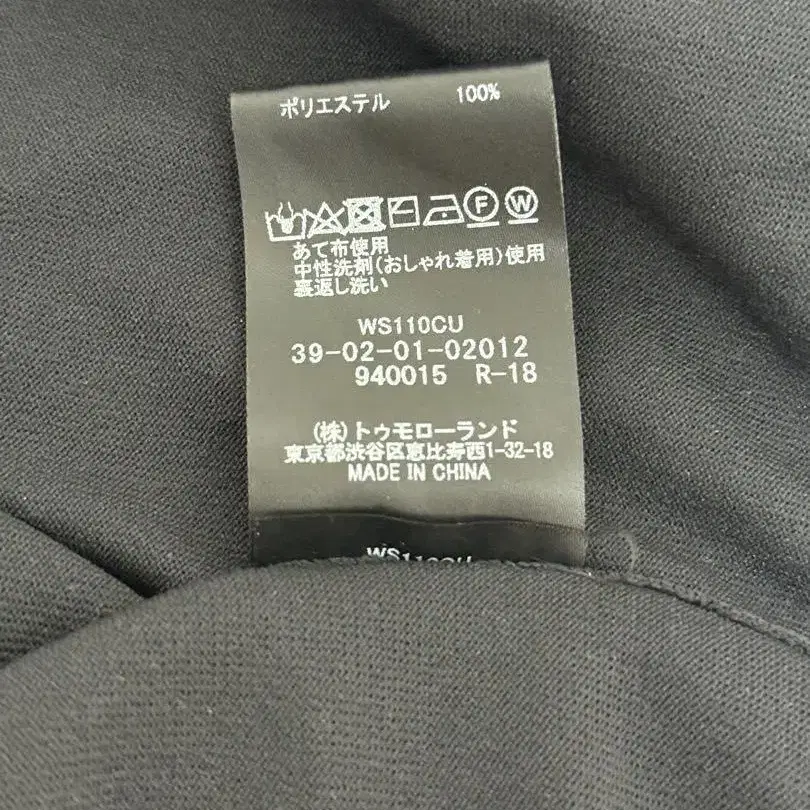 ポリエステル 100%
F W
あて布使用
中性洗剤(おしゃれ着用)使用
裏返し洗い
WS110CU
39-02-01-02012
940015 R-18
(株)トゥモローランド
東京都渋谷区恵比寿西1-32-18
MADE IN CHINA
WS110CU